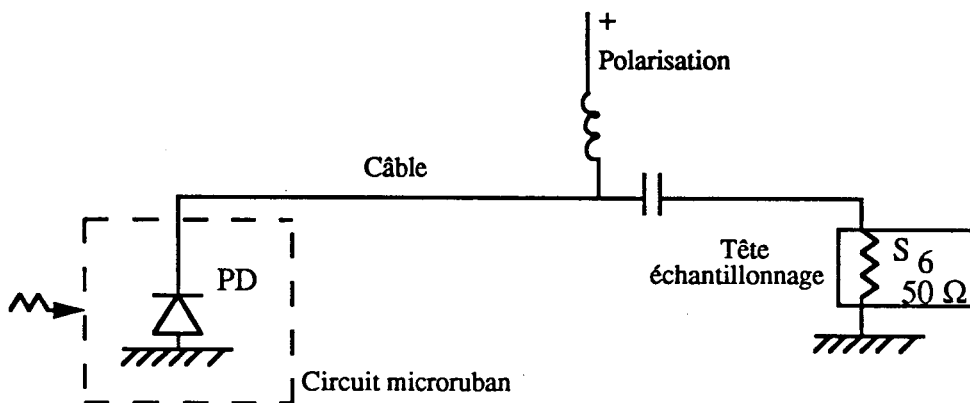 +
Polarisation
Câble
Tête
échantillonnage
S 6
50 Ω
PD
Circuit microruban